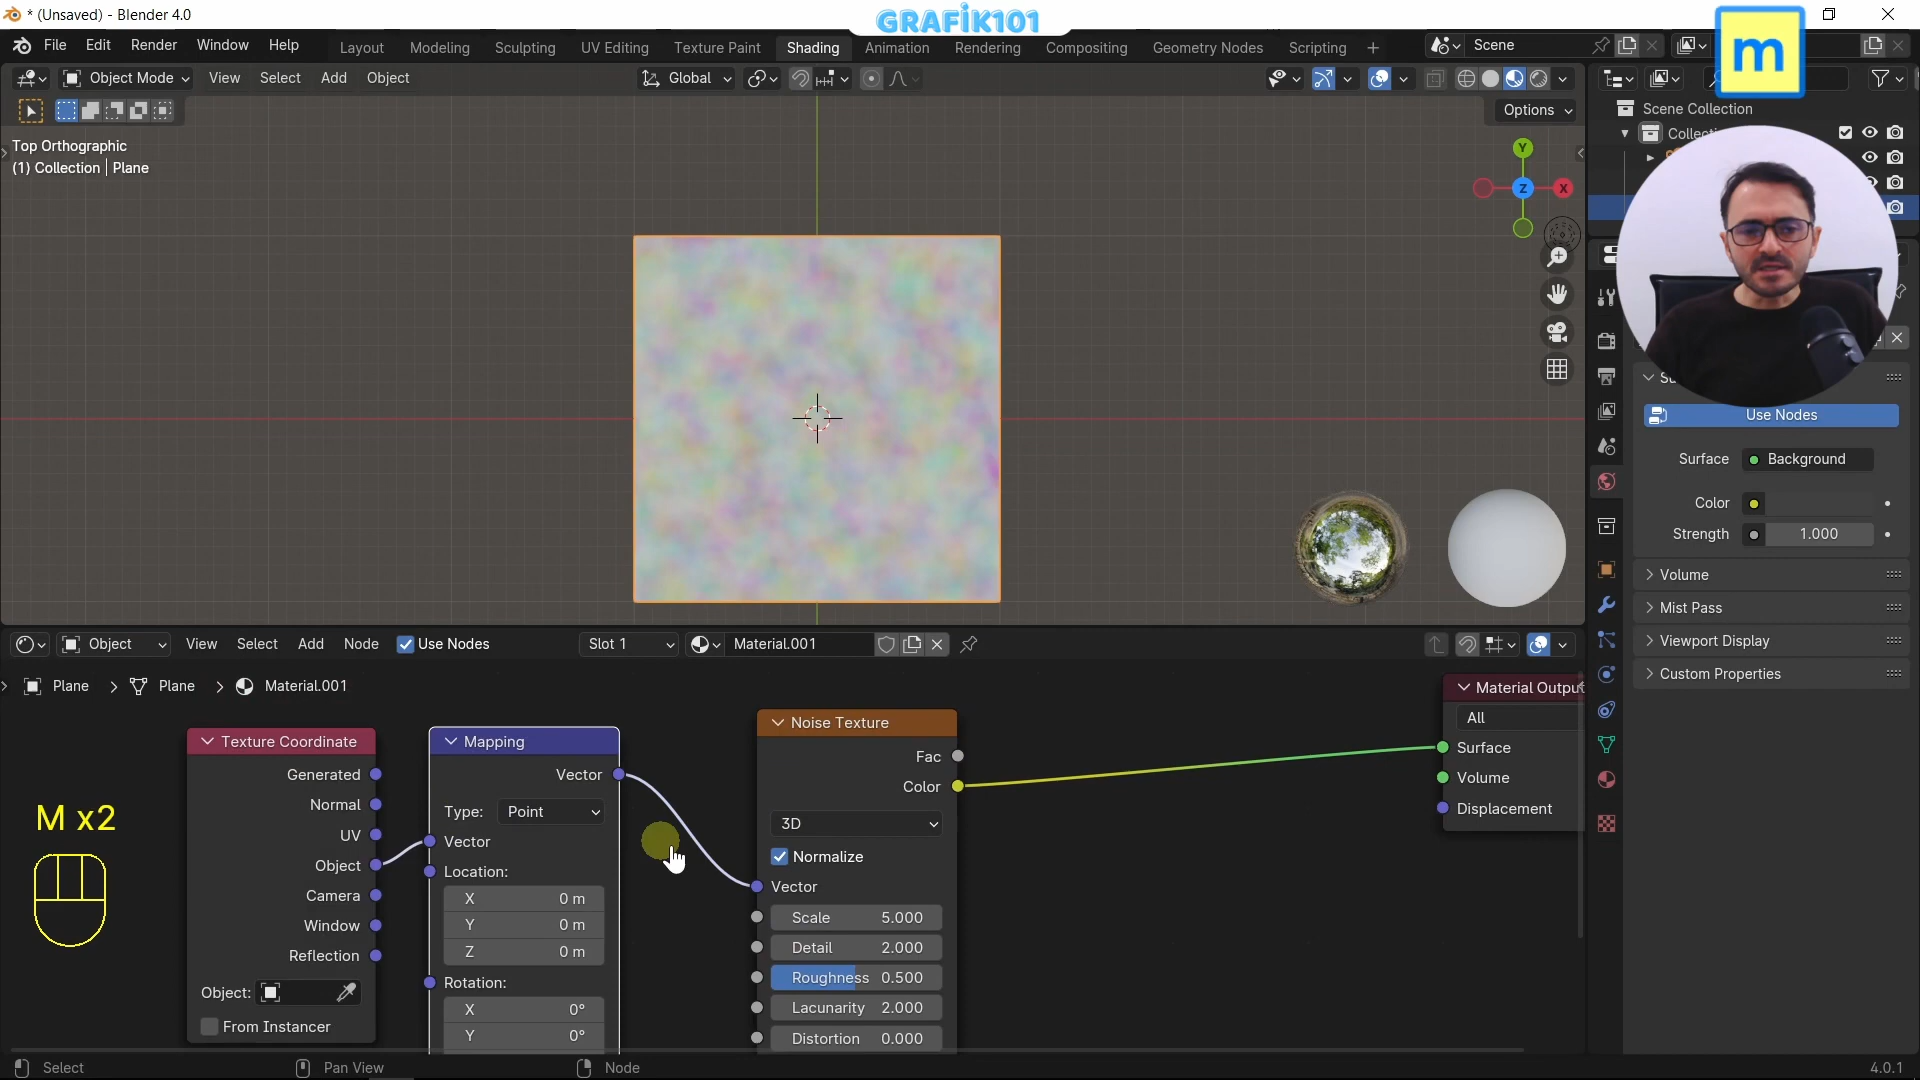 * (Unsaved) - Blender 4.0
GRAFİK101
m
File Edit Render Window Help
Layout Modeling Sculpting UV Editing Texture Paint Shading Animation Rendering Compositing Geometry Nodes Scripting +
Scene
Object Mode View Select Add Object
Global
Options
Top Orthographic
(1) Collection | Plane
Y
X
Z
Scene Collection
Use Nodes
Surface Background
Color
Strength 1.000
Volume
Mist Pass
Viewport Display
Custom Properties
Object View Select Add Node Use Nodes Slot 1 Material.001
Plane > Plane > Material.001
Texture Coordinate
Generated
Normal
UV
Object
Camera
Window
Reflection
Object:
From Instancer
Mapping
Vector
Type: Point
Vector
Location:
X 0 m
Y 0 m
Z 0 m
Rotation:
X 0°
Y 0°
Noise Texture
Fac
Color
3D
Normalize
Vector
Scale 5.000
Detail 2.000
Roughness 0.500
Lacunarity 2.000
Distortion 0.000
Material Outpu
All
Surface
Volume
Displacement
M x2
Select Pan View Node 4.0.1